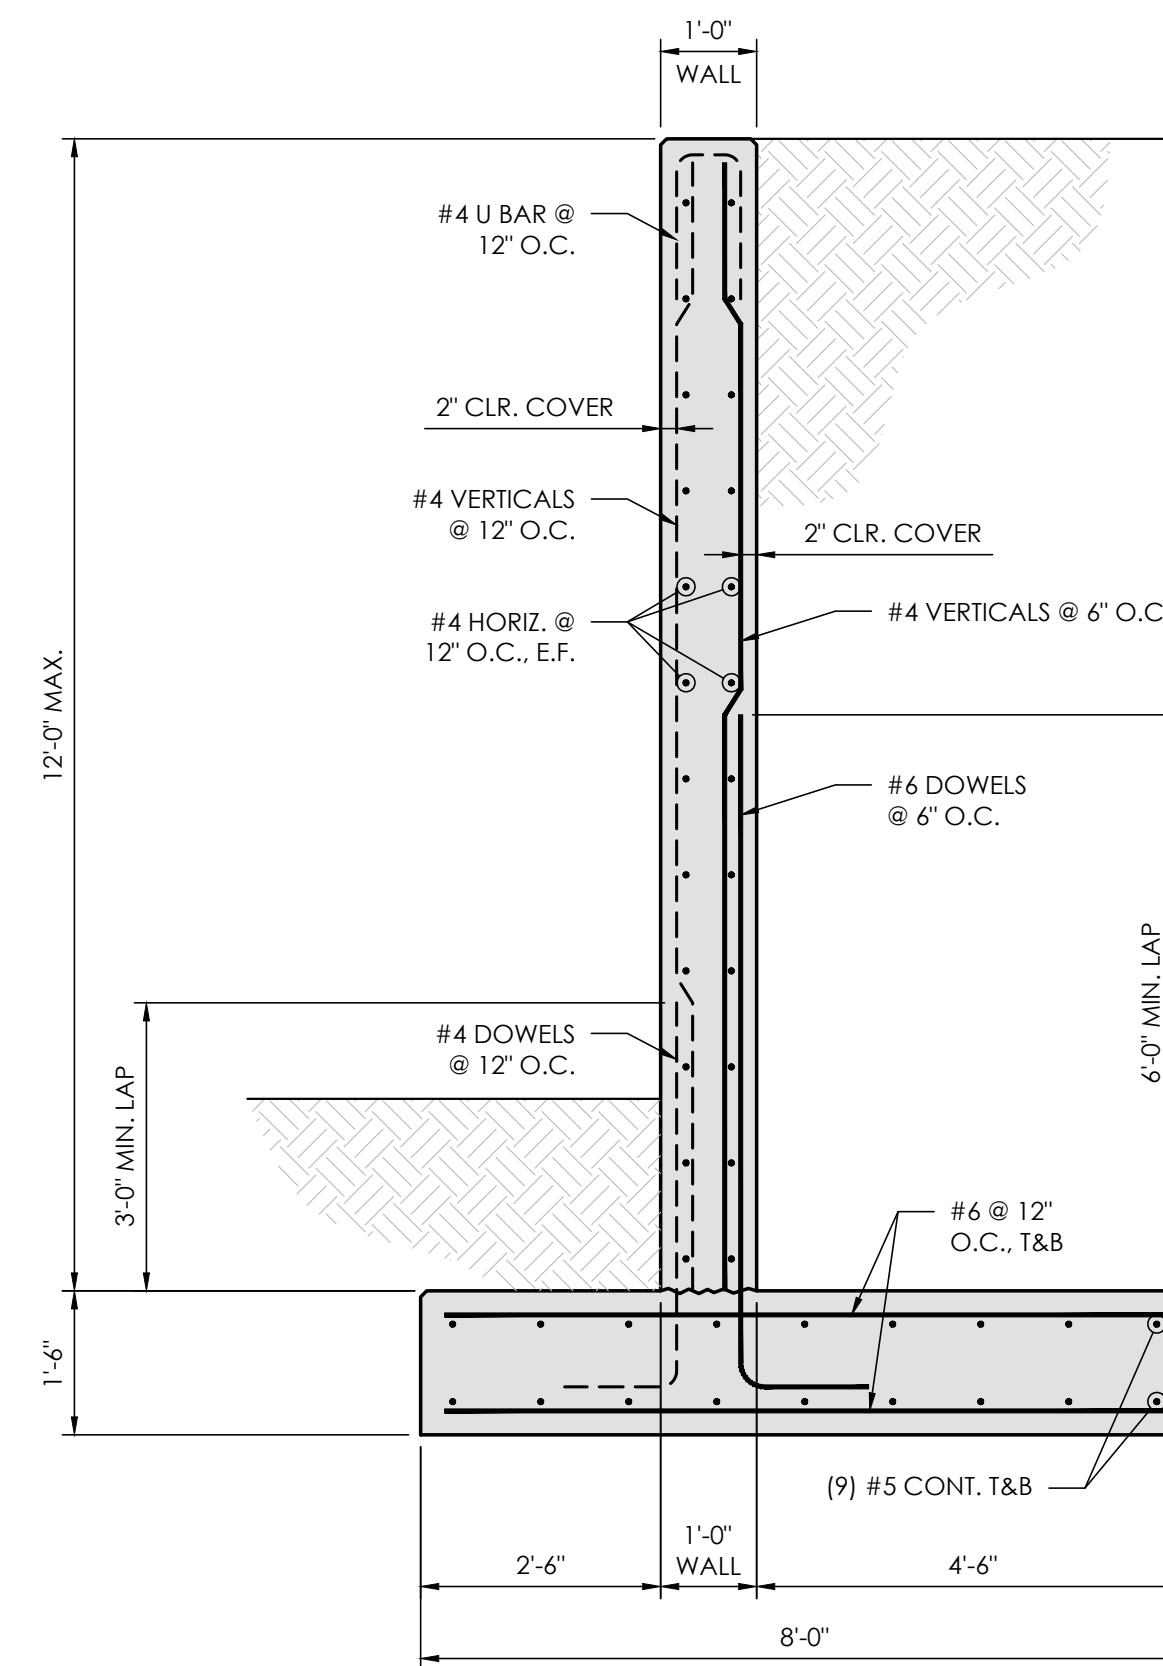 1'-0"
WALL
#4 U BAR @
12" O.C.
2" CLR. COVER
#4 VERTICALS
@ 12" O.C.
2" CLR. COVER
#4 VERTICALS @ 6" O.C
#4 HORIZ. @
12" O.C., E.F.
12'-0" MAX.
#6 DOWELS
@ 6" O.C.
6'-0" MIN. LAP
#4 DOWELS
@ 12" O.C.
3'-0" MIN. LAP
#6 @ 12"
O.C., T&B
1'-6"
(9) #5 CONT. T&B
2'-6"
1'-0"
WALL
4'-6"
8'-0"